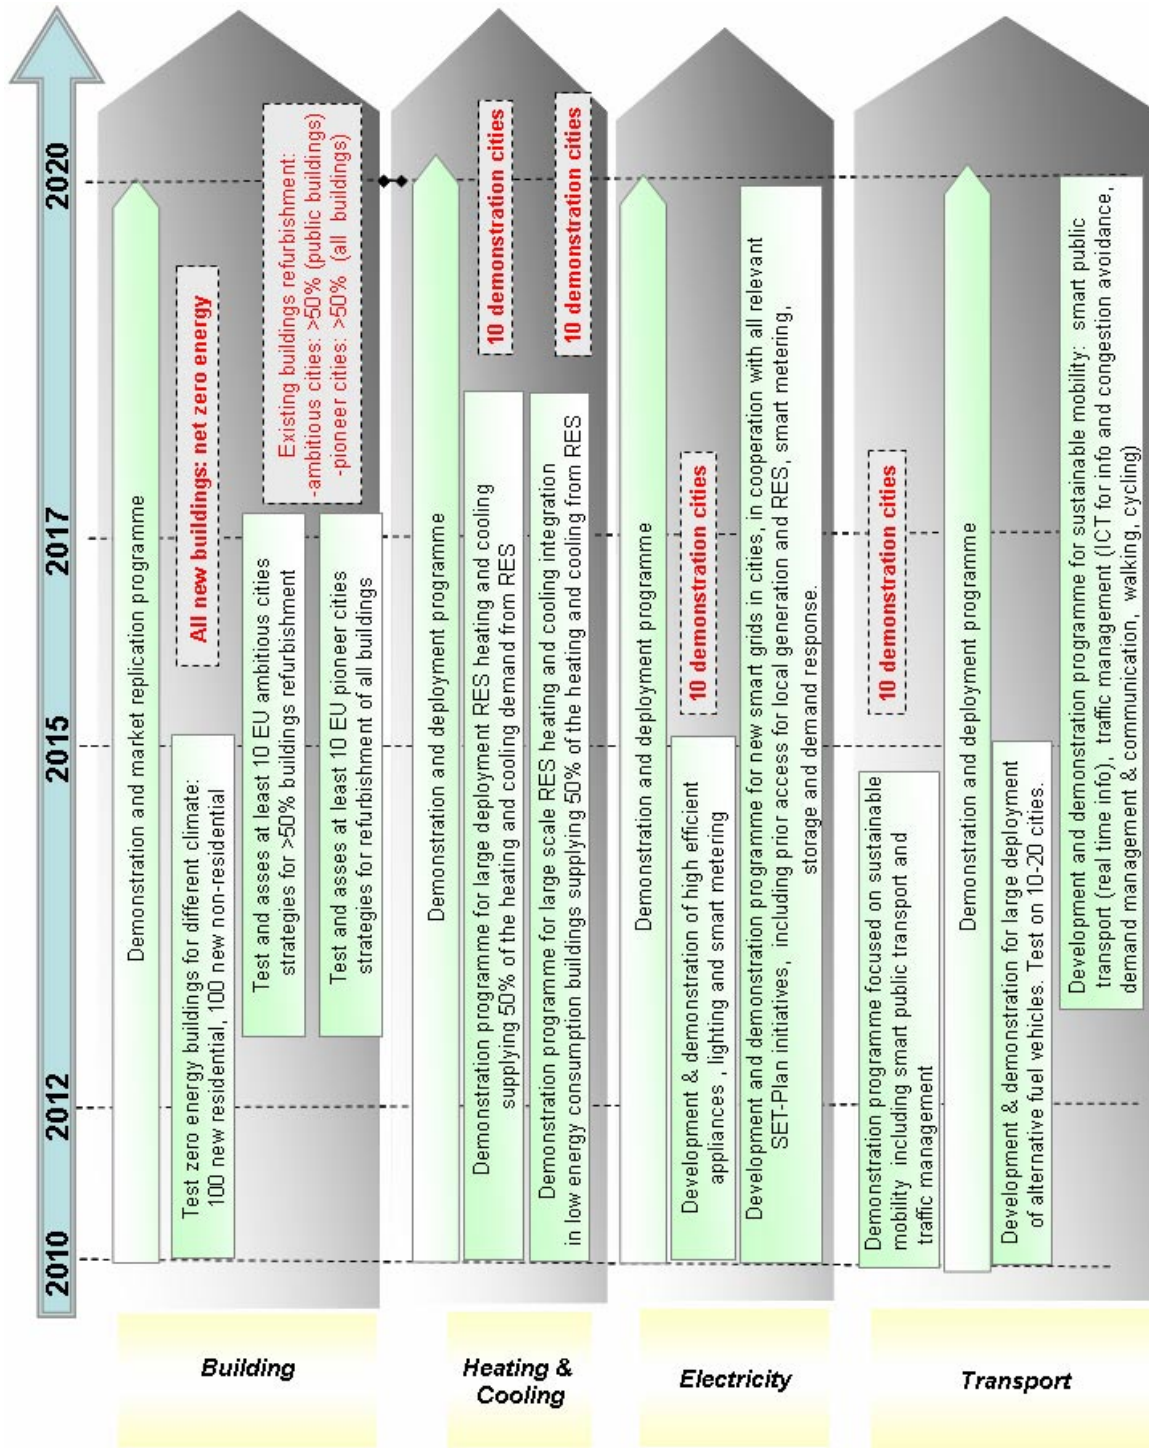 2010
2012
2015
2017
2020
Building
Demonstration and market replication programme
Test zero energy buildings for different climate:
100 new residential, 100 new non-residential
All new buildings: net zero energy
Test and asses at least 10 EU ambitious cities
strategies for >50% buildings refurbishment
Test and asses at least 10 EU pioneer cities
strategies for refurbishment of all buildings
Existing buildings refurbishment:
-ambitious cities: >50% (public buildings)
-pioneer cities: >50% (all buildings)
Heating &
Cooling
Demonstration and deployment programme
Demonstration programme for large deployment RES heating and cooling
supplying 50% of the heating and cooling demand from RES
10 demonstration cities
Demonstration programme for large scale RES heating and cooling integration
in low energy consumption buildings supplying 50% of the heating and cooling from RES
10 demonstration cities
Electricity
Demonstration and deployment programme
Development & demonstration of high efficient
appliances , lighting and smart metering
10 demonstration cities
Development and demonstration programme for new smart grids in cities, in cooperation with all relevant
SET-Plan initiatives, including prior access for local generation and RES, smart metering,
storage and demand response.
Transport
Demonstration programme focused on sustainable
mobility including smart public transport and
traffic management
10 demonstration cities
Demonstration and deployment programme
Development & demonstration for large deployment
of alternative fuel vehicles. Test on 10-20 cities.
Development and demonstration programme for sustainable mobility: smart public
transport (real time info), traffic management (ICT for info and congestion avoidance,
demand management & communication, walking, cycling)